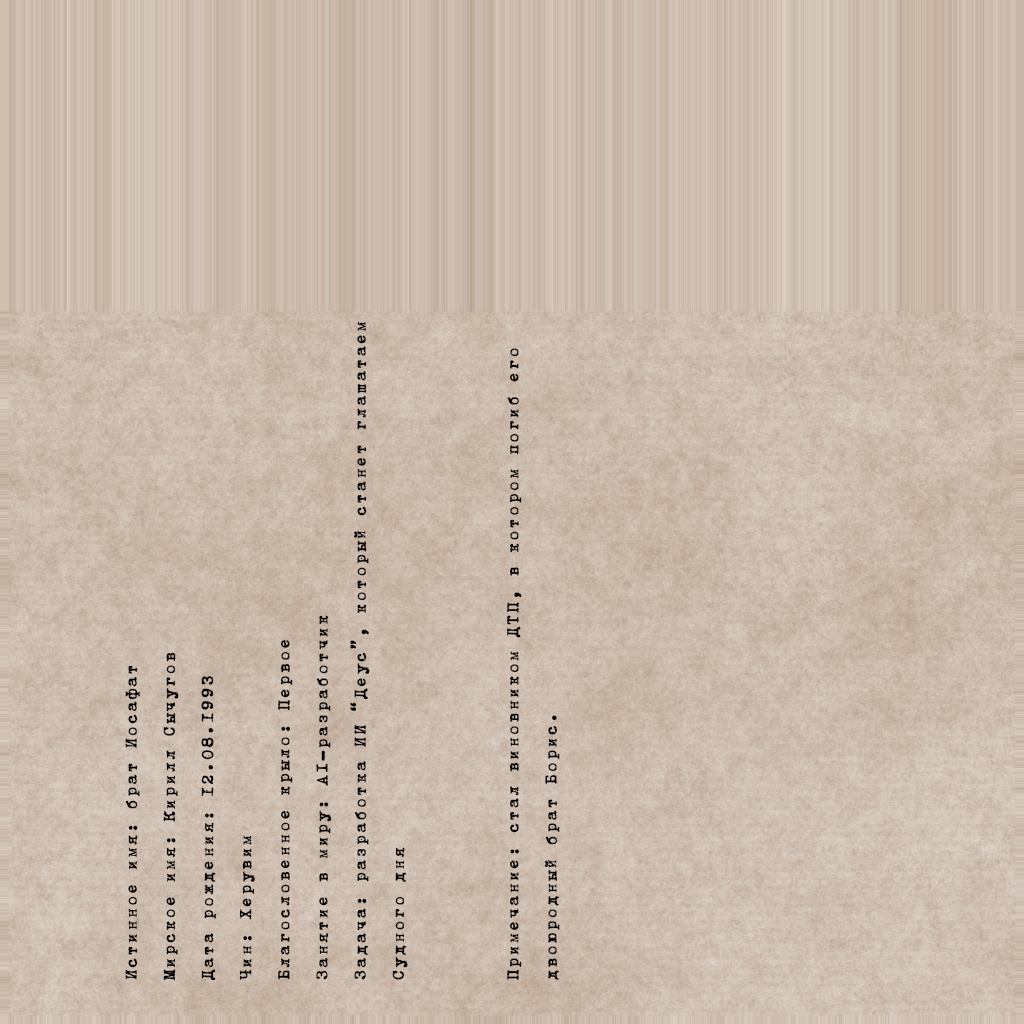 Истинное имя: брат Иосафат
Мирское имя: Кирилл Сычугов
Дата рождения: 12.08.1993
Чин: Херувим
Благословенное крыло: Первое
Занятие в миру: AI-разработчик
Задача: разработка ИИ “Деус”, который станет глашатаем
Судного дня
Примечание: стал виновником ДТП, в котором погиб его
двоюродный брат Борис.